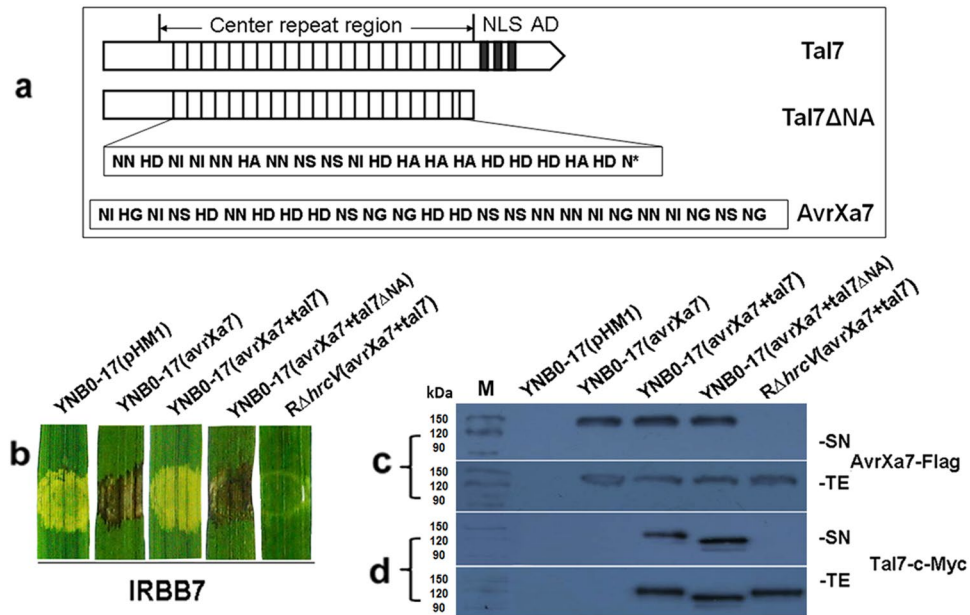 Center repeat region NLS AD
Tal7
a
Tal7ΔNA
NN HD NI NI NN HA NN NS NS NI HD HA HA HA HD HD HD HA HD N*
NI HG NI NS HD NN HD HD HD NS NG NG HD HD NS NS NN NN NI NG NN NI NG NS NG
AvrXa7
b
YNB0-17(pHM1)
YNB0-17(avrXa7)
YNB0-17(avrXa7+tal7)
YNB0-17(avrXa7+tal7ΔNA)
RΔhrcV(avrXa7+tal7)
IRBB7
kDa
M
YNB0-17(pHM1)
YNB0-17(avrXa7)
YNB0-17(avrXa7+tal7)
YNB0-17(avrXa7+tal7ΔNA)
RΔhrcV(avrXa7+tal7)
c
150
120
90
-SN
AvrXa7-Flag
150
120
90
-TE
d
150
120
90
-SN
Tal7-c-Myc
150
120
90
-TE